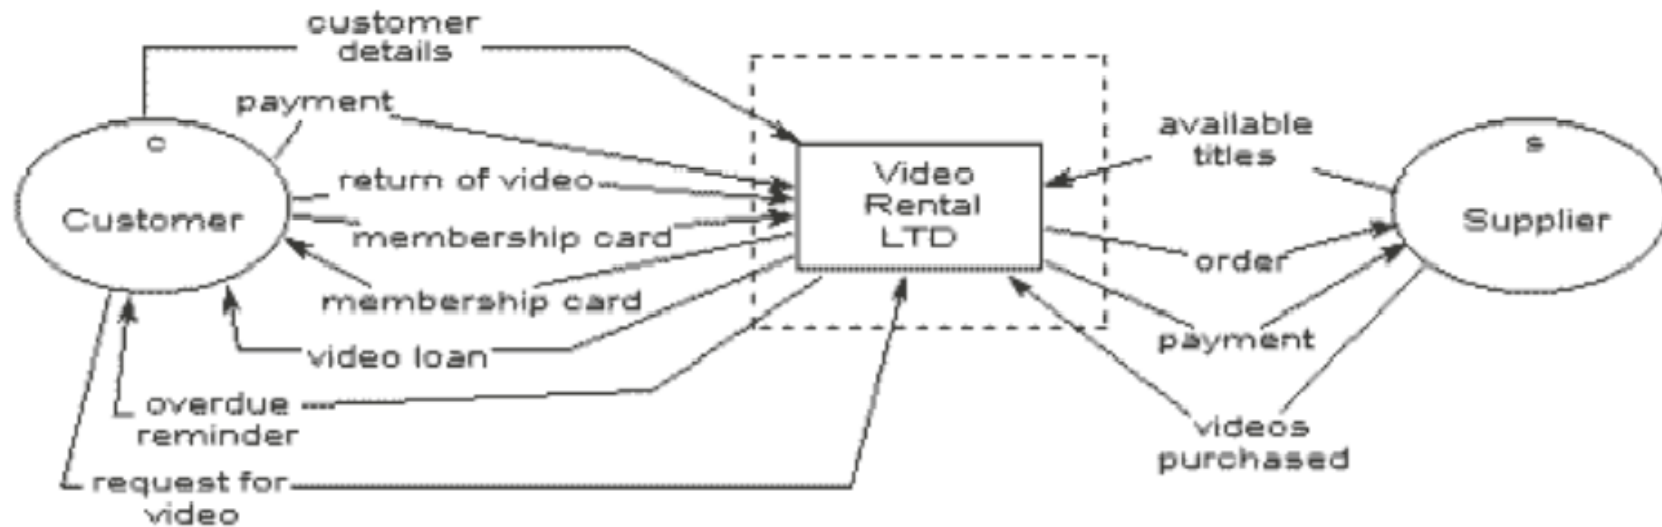 customer
details
payment
c
Customer
return of video
membership card
membership card
video loan
overdue
reminder
request for
video
Video
Rental
LTD
available
titles
s
Supplier
order
payment
videos
purchased